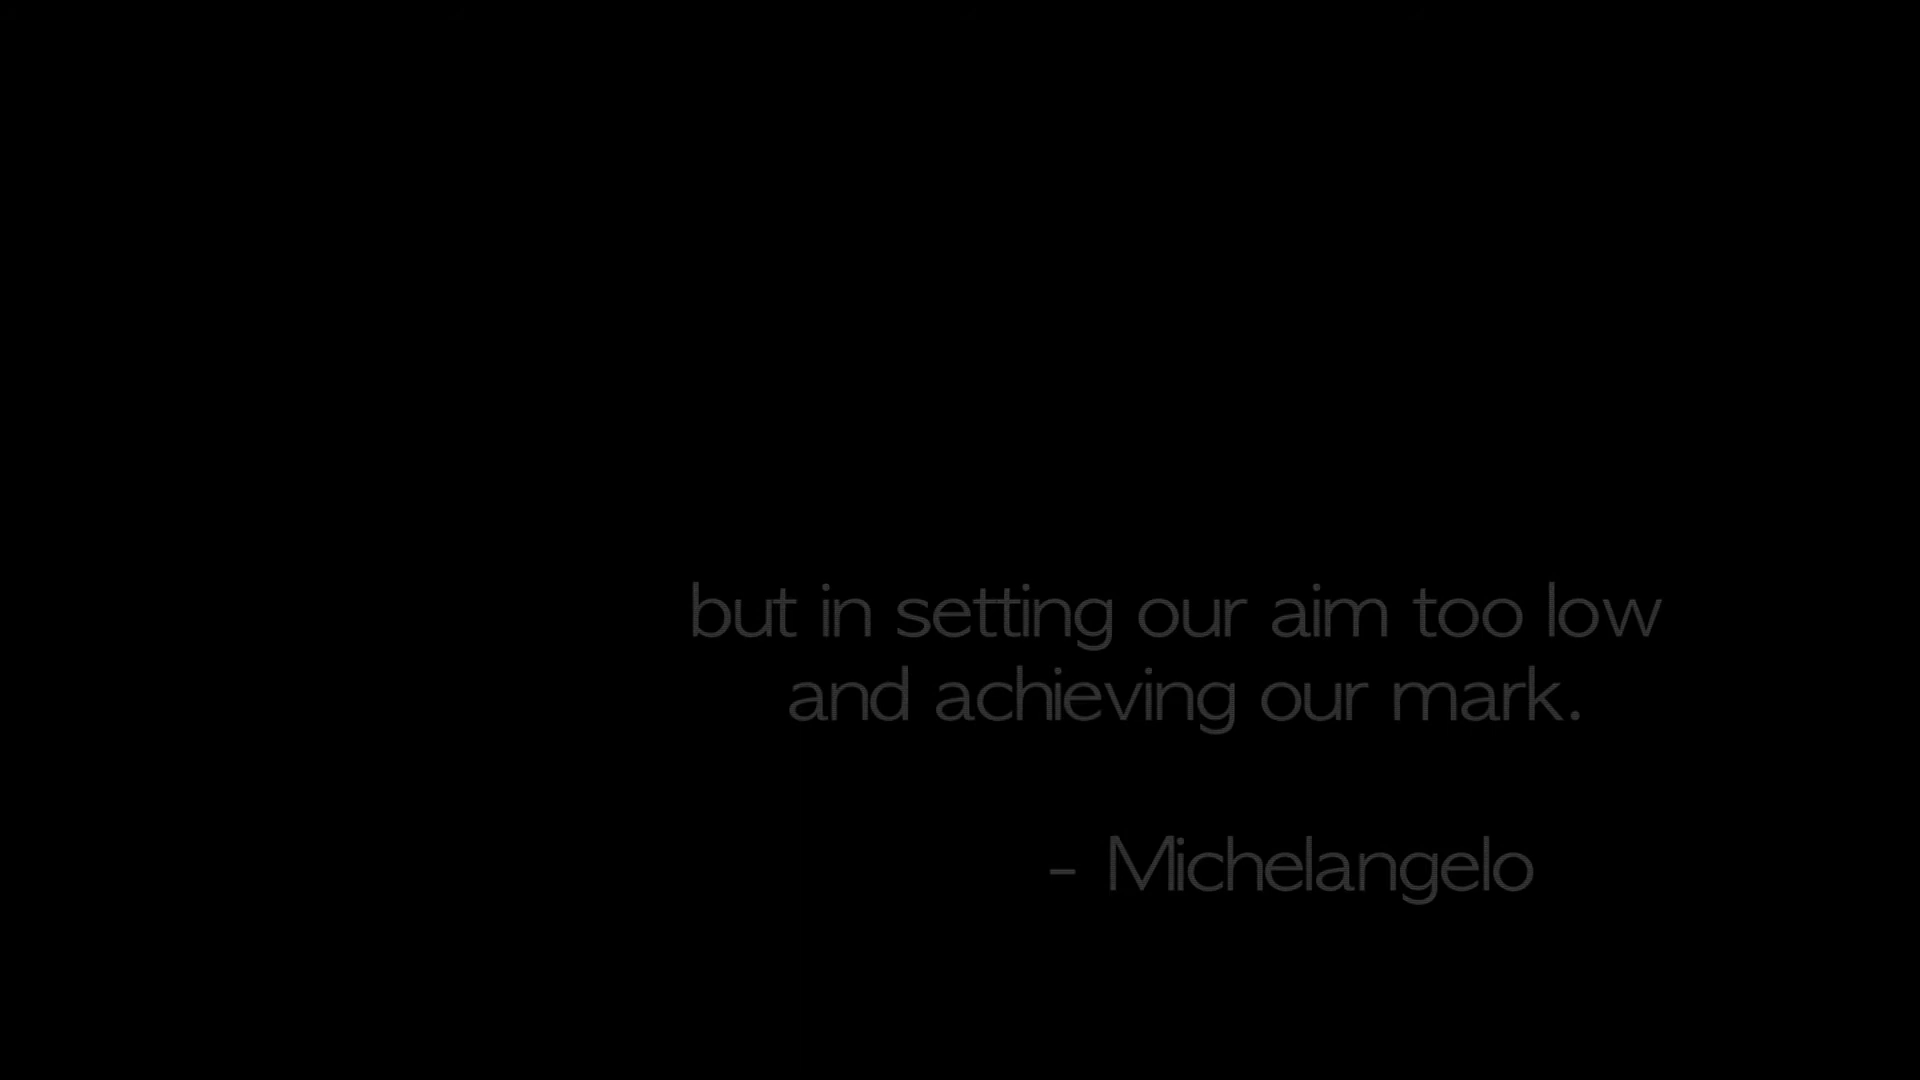 but in setting our aim too low
and achieving our mark.
- Michelangelo